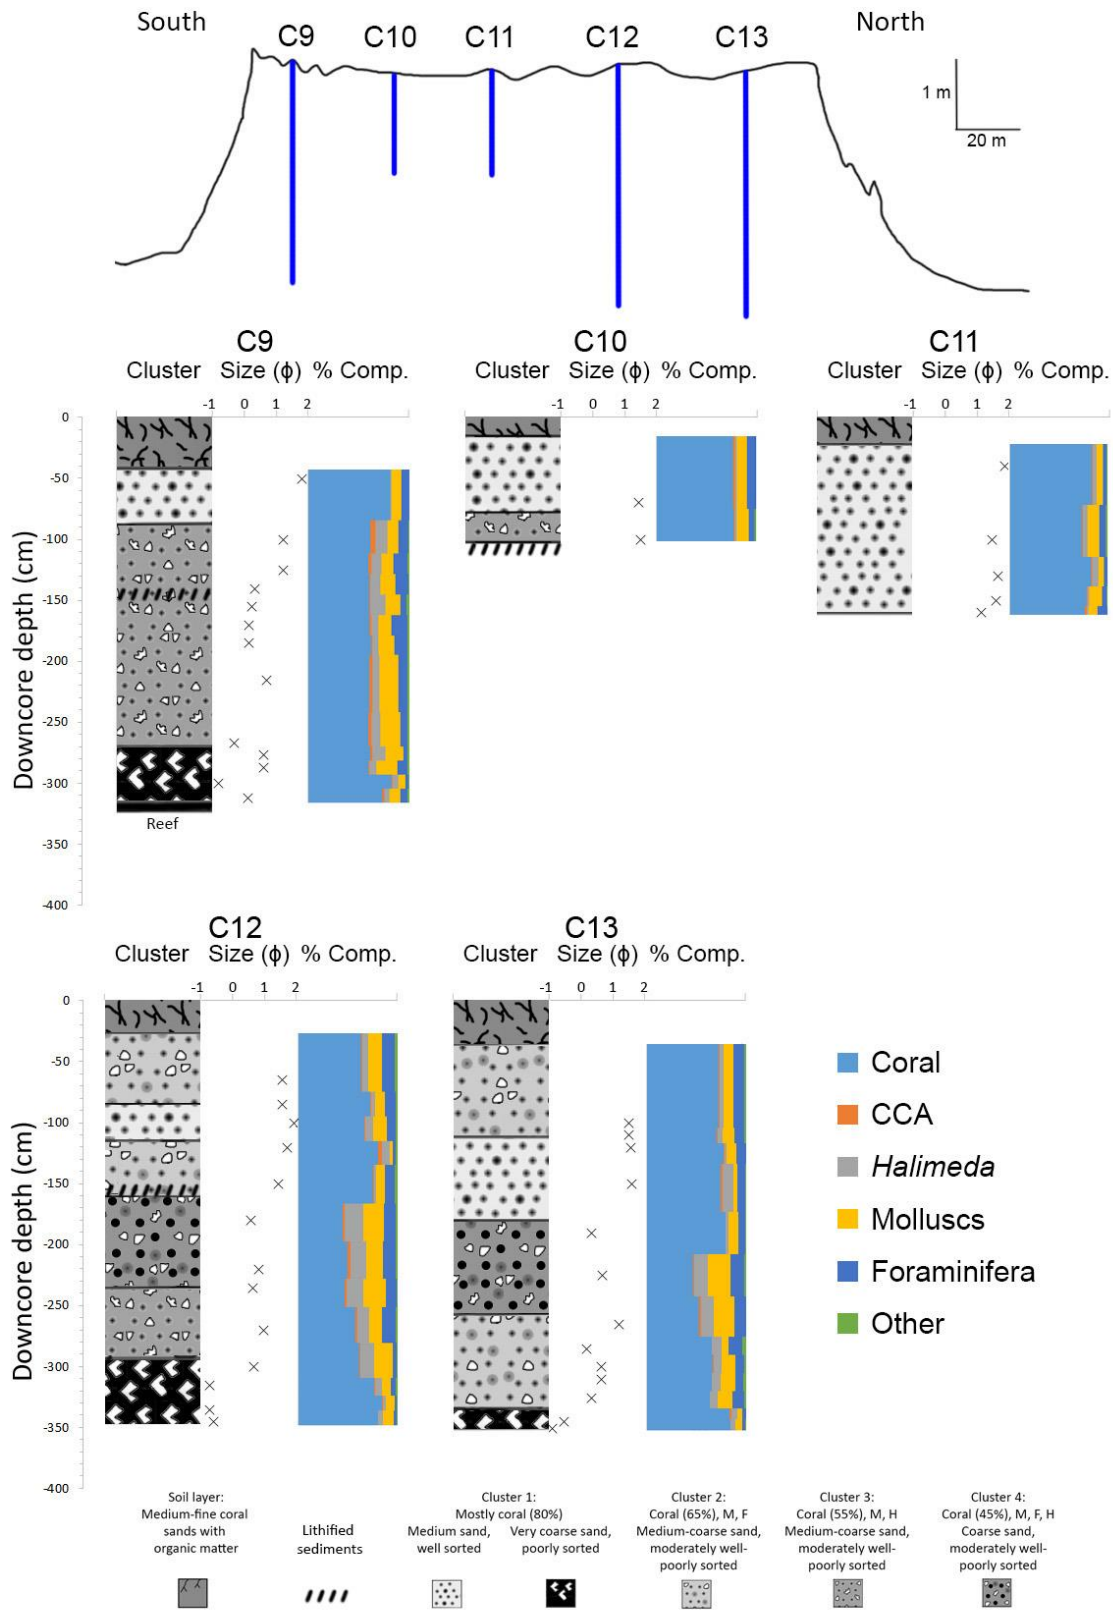 South
North
C9
C10
C11
C12
C13
1 m
20 m
C9
C10
C11
Cluster Size (ϕ) % Comp.
Cluster Size (ϕ) % Comp.
Cluster Size (ϕ) % Comp.
-1 0 1 2
-1 0 1 2
-1 0 1 2
Downcore depth (cm)
0
-50
-100
-150
-200
-250
-300
-350
-400
Reef
C12
C13
Cluster Size (ϕ) % Comp.
Cluster Size (ϕ) % Comp.
-1 0 1 2
-1 0 1 2
Downcore depth (cm)
0
-50
-100
-150
-200
-250
-300
-350
-400
Coral
CCA
Halimeda
Molluscs
Foraminifera
Other
Soil layer:
Medium-fine coral
sands with
organic matter
Lithified
sediments
Cluster 1:
Mostly coral (80%)
Medium sand,
well sorted
Very coarse sand,
poorly sorted
Cluster 2:
Coral (65%), M, F
Medium-coarse sand,
moderately well-
poorly sorted
Cluster 3:
Coral (55%), M, H
Medium-coarse sand,
moderately well-
poorly sorted
Cluster 4:
Coral (45%), M, F, H
Coarse sand,
moderately well-
poorly sorted